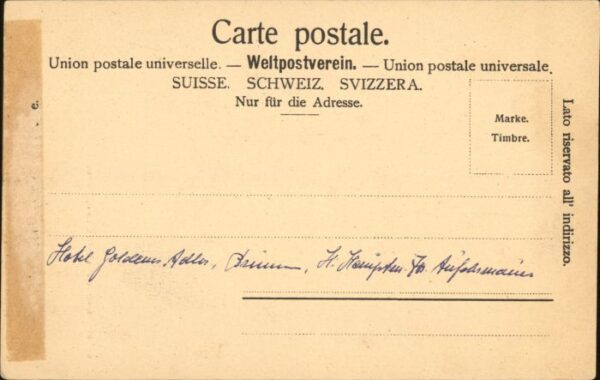 Carte postale.
Union postale universelle. — Weltpostverein. — Union postale universale.
SUISSE. SCHWEIZ. SVIZZERA.
Nur für die Adresse.
Marke.
Timbre.
Lato riservato all' indirizzo.
e.
Hotel Goldener Adler,